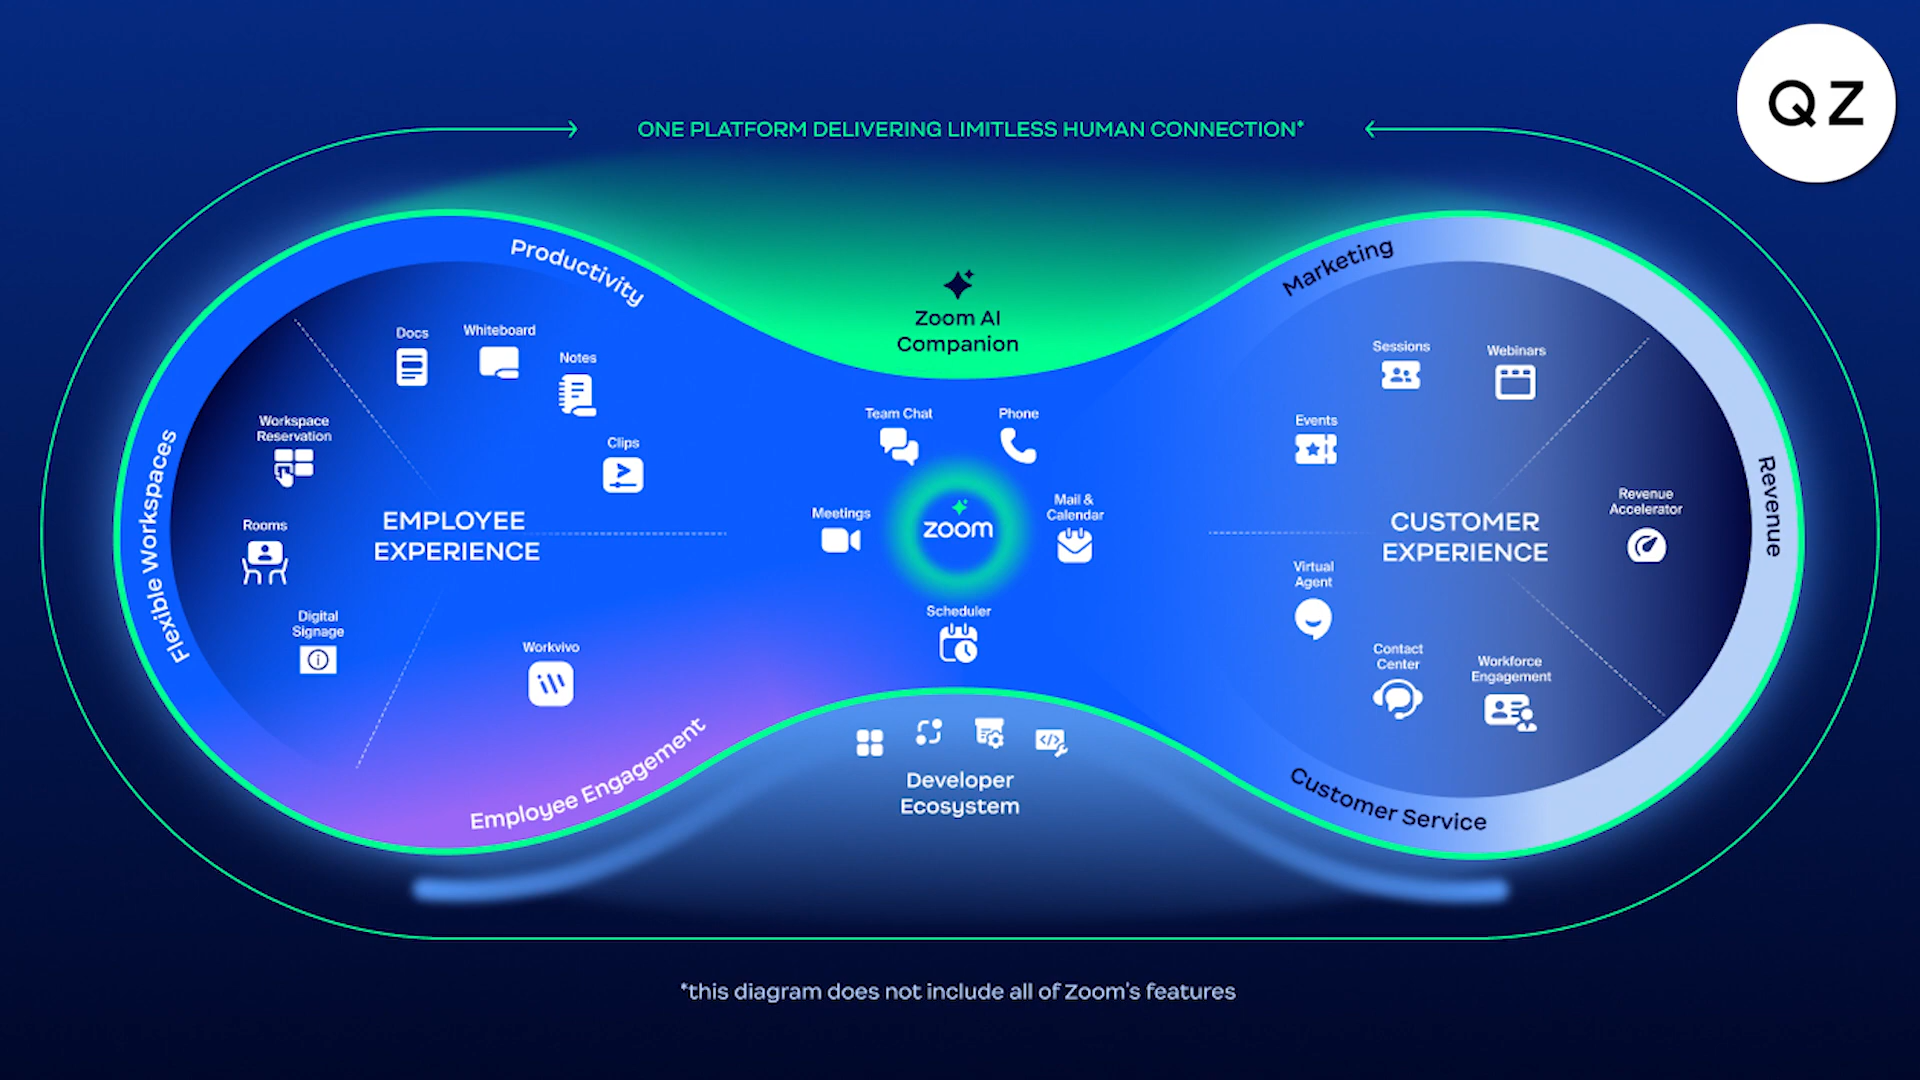 QZ
ONE PLATFORM DELIVERING LIMITLESS HUMAN CONNECTION*
Zoom AI
Companion
Productivity
Docs
Whiteboard
Notes
Clips
Flexible Workspaces
Workspace
Reservation
Rooms
Digital
Signage
EMPLOYEE
EXPERIENCE
Workvivo
Employee Engagement
Team Chat
Phone
Meetings
zoom
Mail &
Calendar
Scheduler
Developer
Ecosystem
Marketing
Sessions
Webinars
Events
CUSTOMER
EXPERIENCE
Revenue
Accelerator
Revenue
Virtual
Agent
Contact
Center
Workforce
Engagement
Customer Service
*this diagram does not include all of Zoom's features